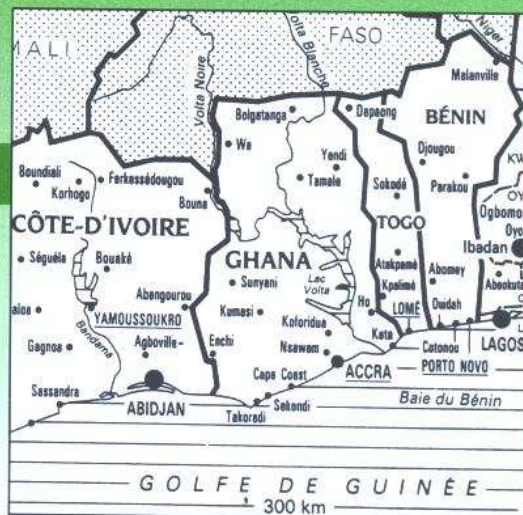 MALI
FASO
Niger
Volta Noire
Volta Blanche
Malanville
Bolgatanga
Dapaong
BÉNIN
Wa
Djougou
Boundiali
Ferkassédougou
Yendi
Korhogo
Tamale
Parakou
Bouna
Sokodé
Ogbomo
CÔTE-D'IVOIRE
TOGO
Oyo
Ibadan
Séguéla
Bouaké
GHANA
Atakpamé
Sunyani
Lac Volta
Kpalimé
Abomey
Abeokuta
aloa
YAMOUSSOUKRO
Abengourou
Kumasi
Ho
LOMÉ
Ouidah
Bandama
Koforidua
Keta
Gagnoa
Agboville
Enchi
Nsawam
Cotonou
PORTO NOVO
LAGOS
ACCRA
Sassandra
Cape Coast
Baie du Bénin
ABIDJAN
Sekondi
Takoradi
GOLFE DE GUINÉE
300 km